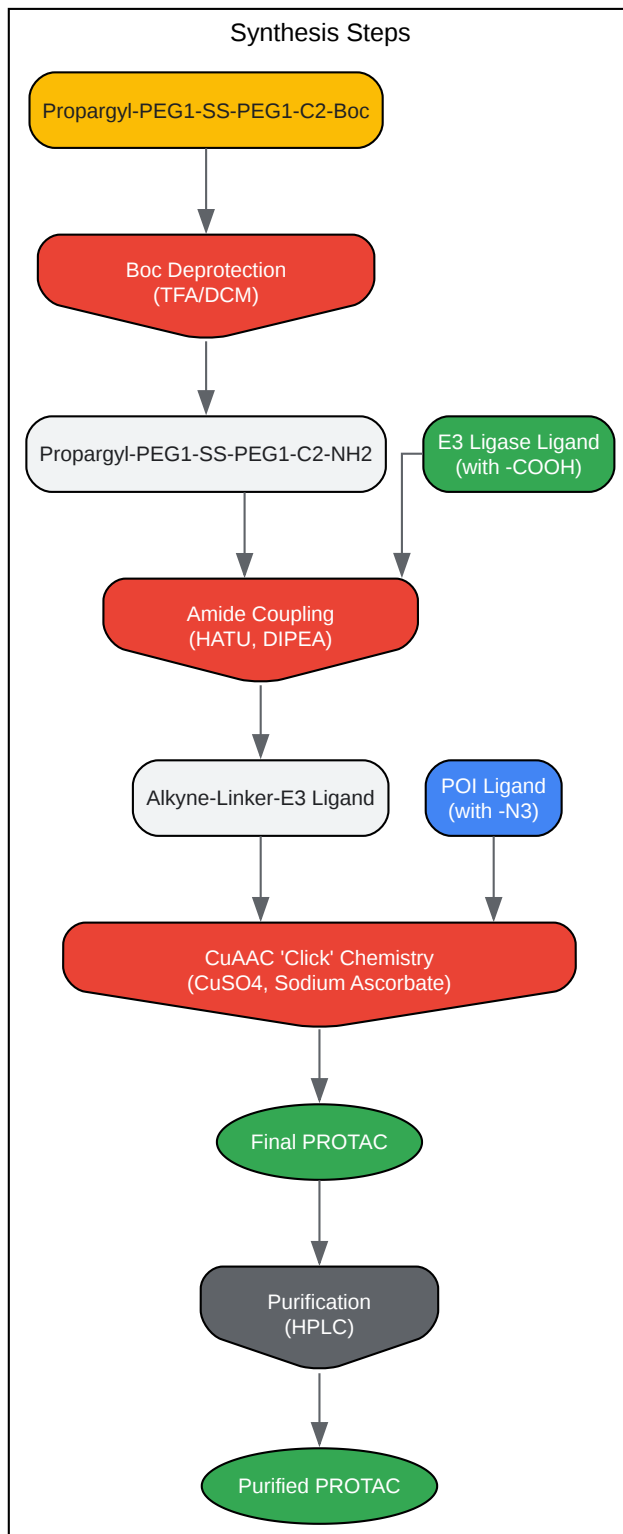 Synthesis Steps
Propargyl-PEG1-SS-PEG1-C2-Boc
Boc Deprotection
(TFA/DCM)
Propargyl-PEG1-SS-PEG1-C2-NH2
E3 Ligase Ligand
(with -COOH)
Amide Coupling
(HATU, DIPEA)
Alkyne-Linker-E3 Ligand
POI Ligand
(with -N3)
CuAAC 'Click' Chemistry
(CuSO4, Sodium Ascorbate)
Final PROTAC
Purification
(HPLC)
Purified PROTAC